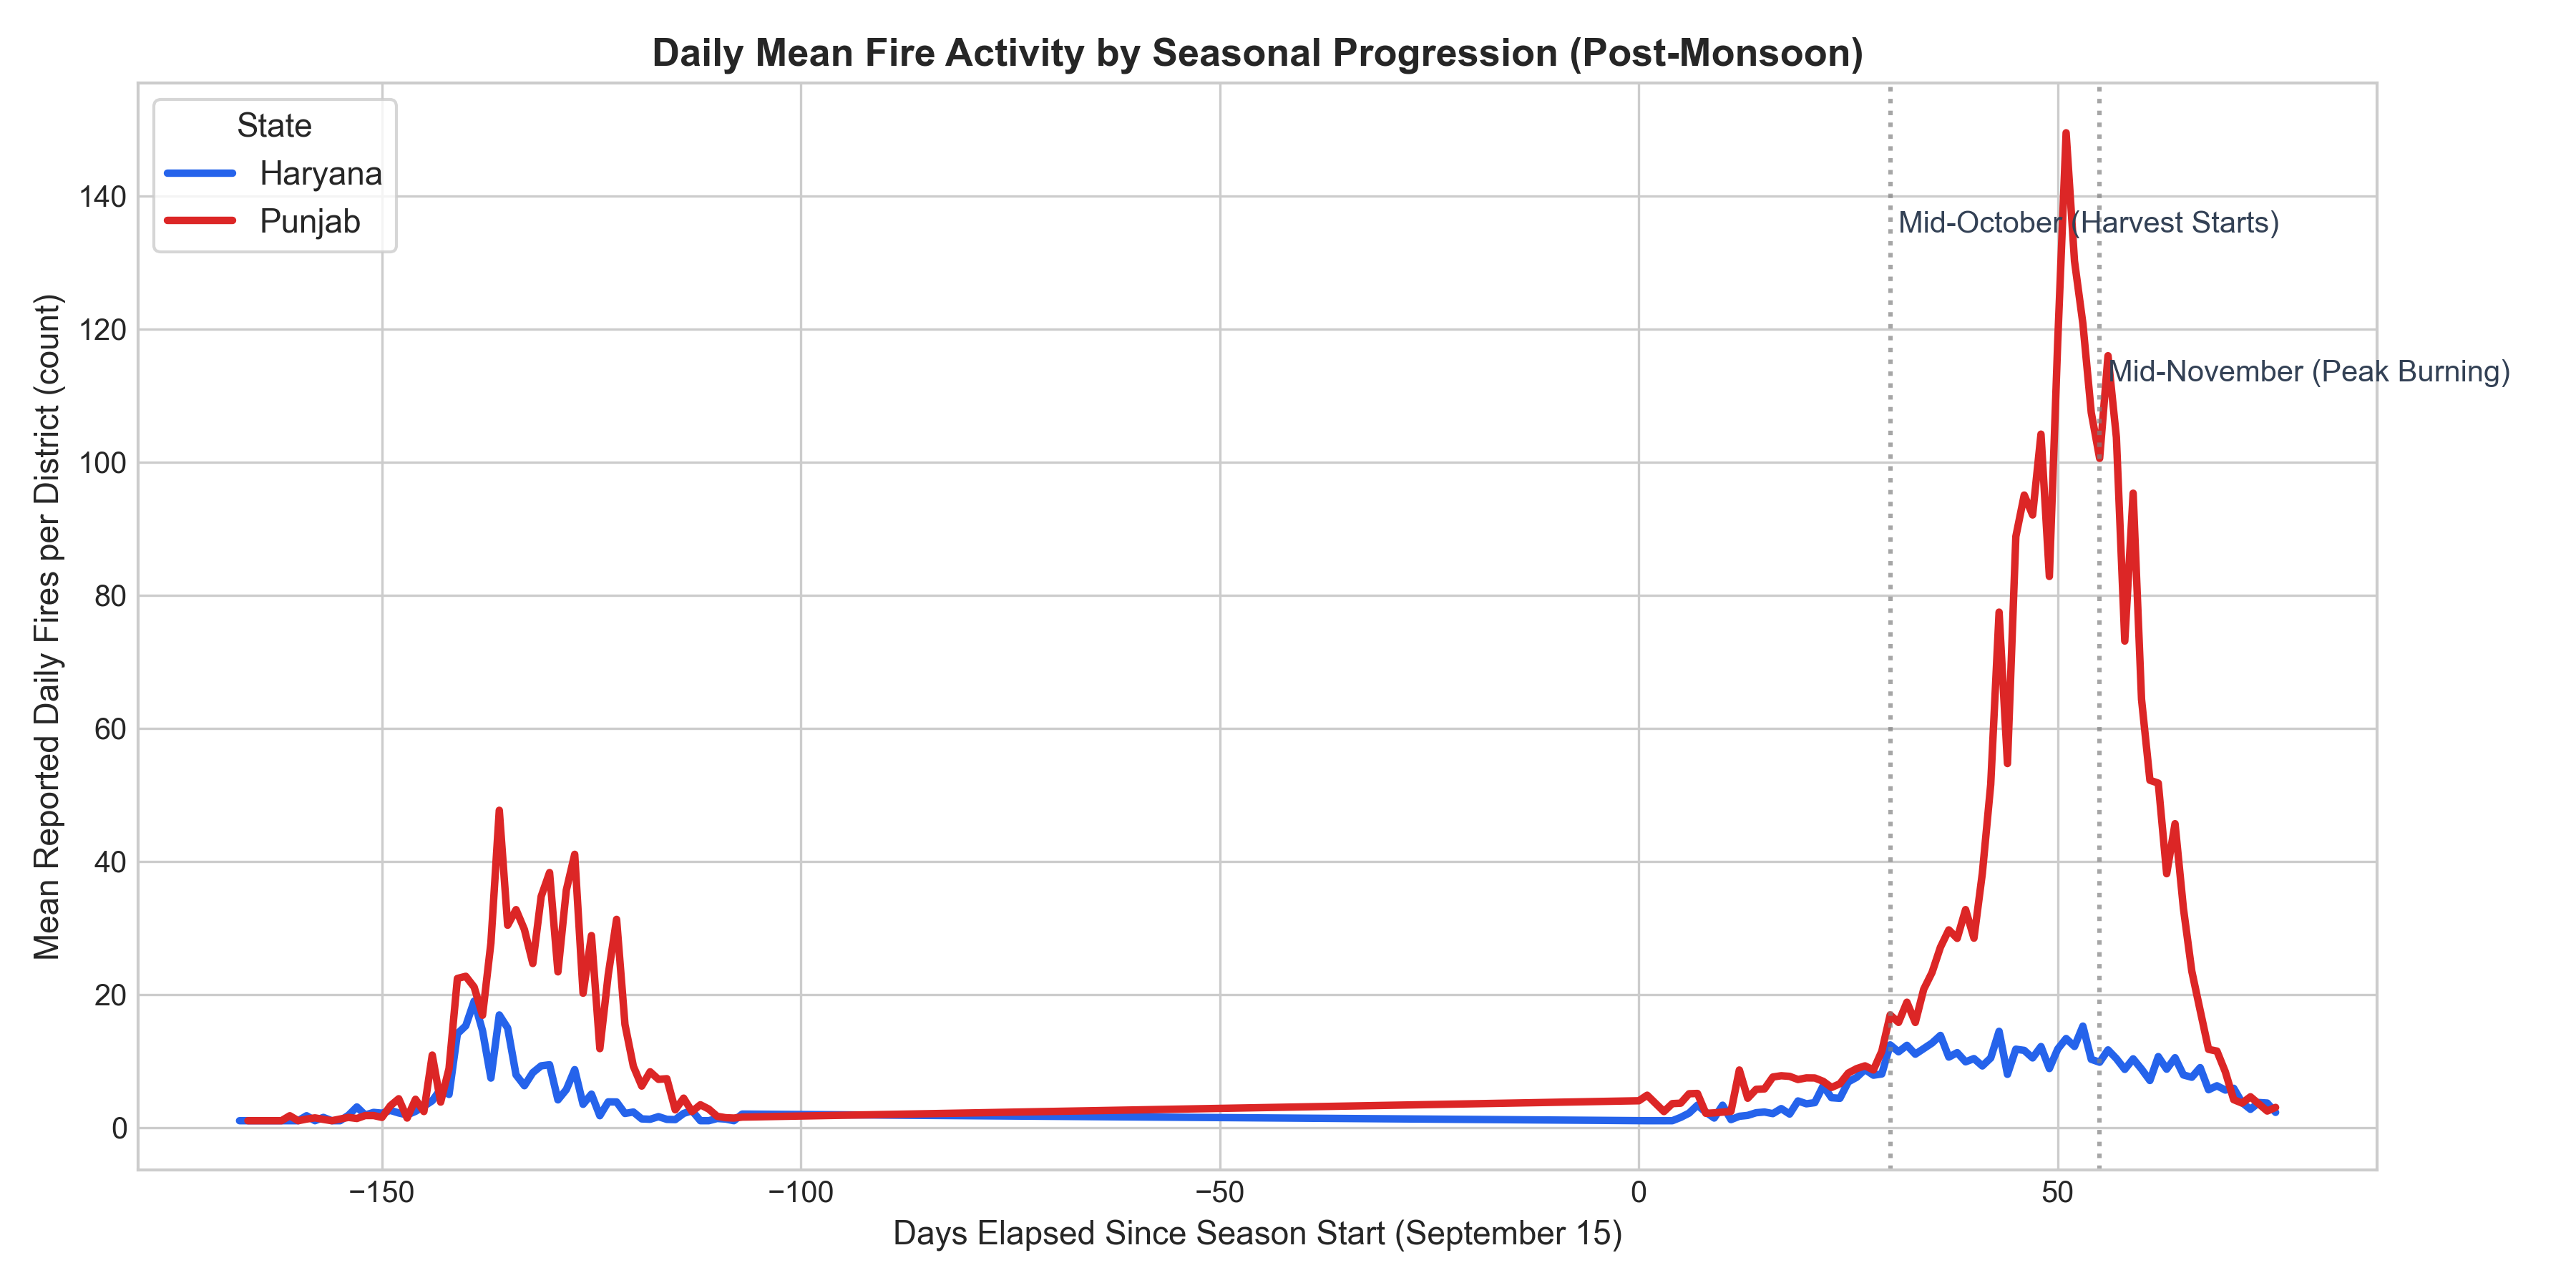 Daily Mean Fire Activity by Seasonal Progression (Post-Monsoon)
State
Haryana
Punjab
Mid-October (Harvest Starts)
Mid-November (Peak Burning)
Mean Reported Daily Fires per District (count)
140
120
100
80
60
40
20
0
−150
−100
−50
0
50
Days Elapsed Since Season Start (September 15)